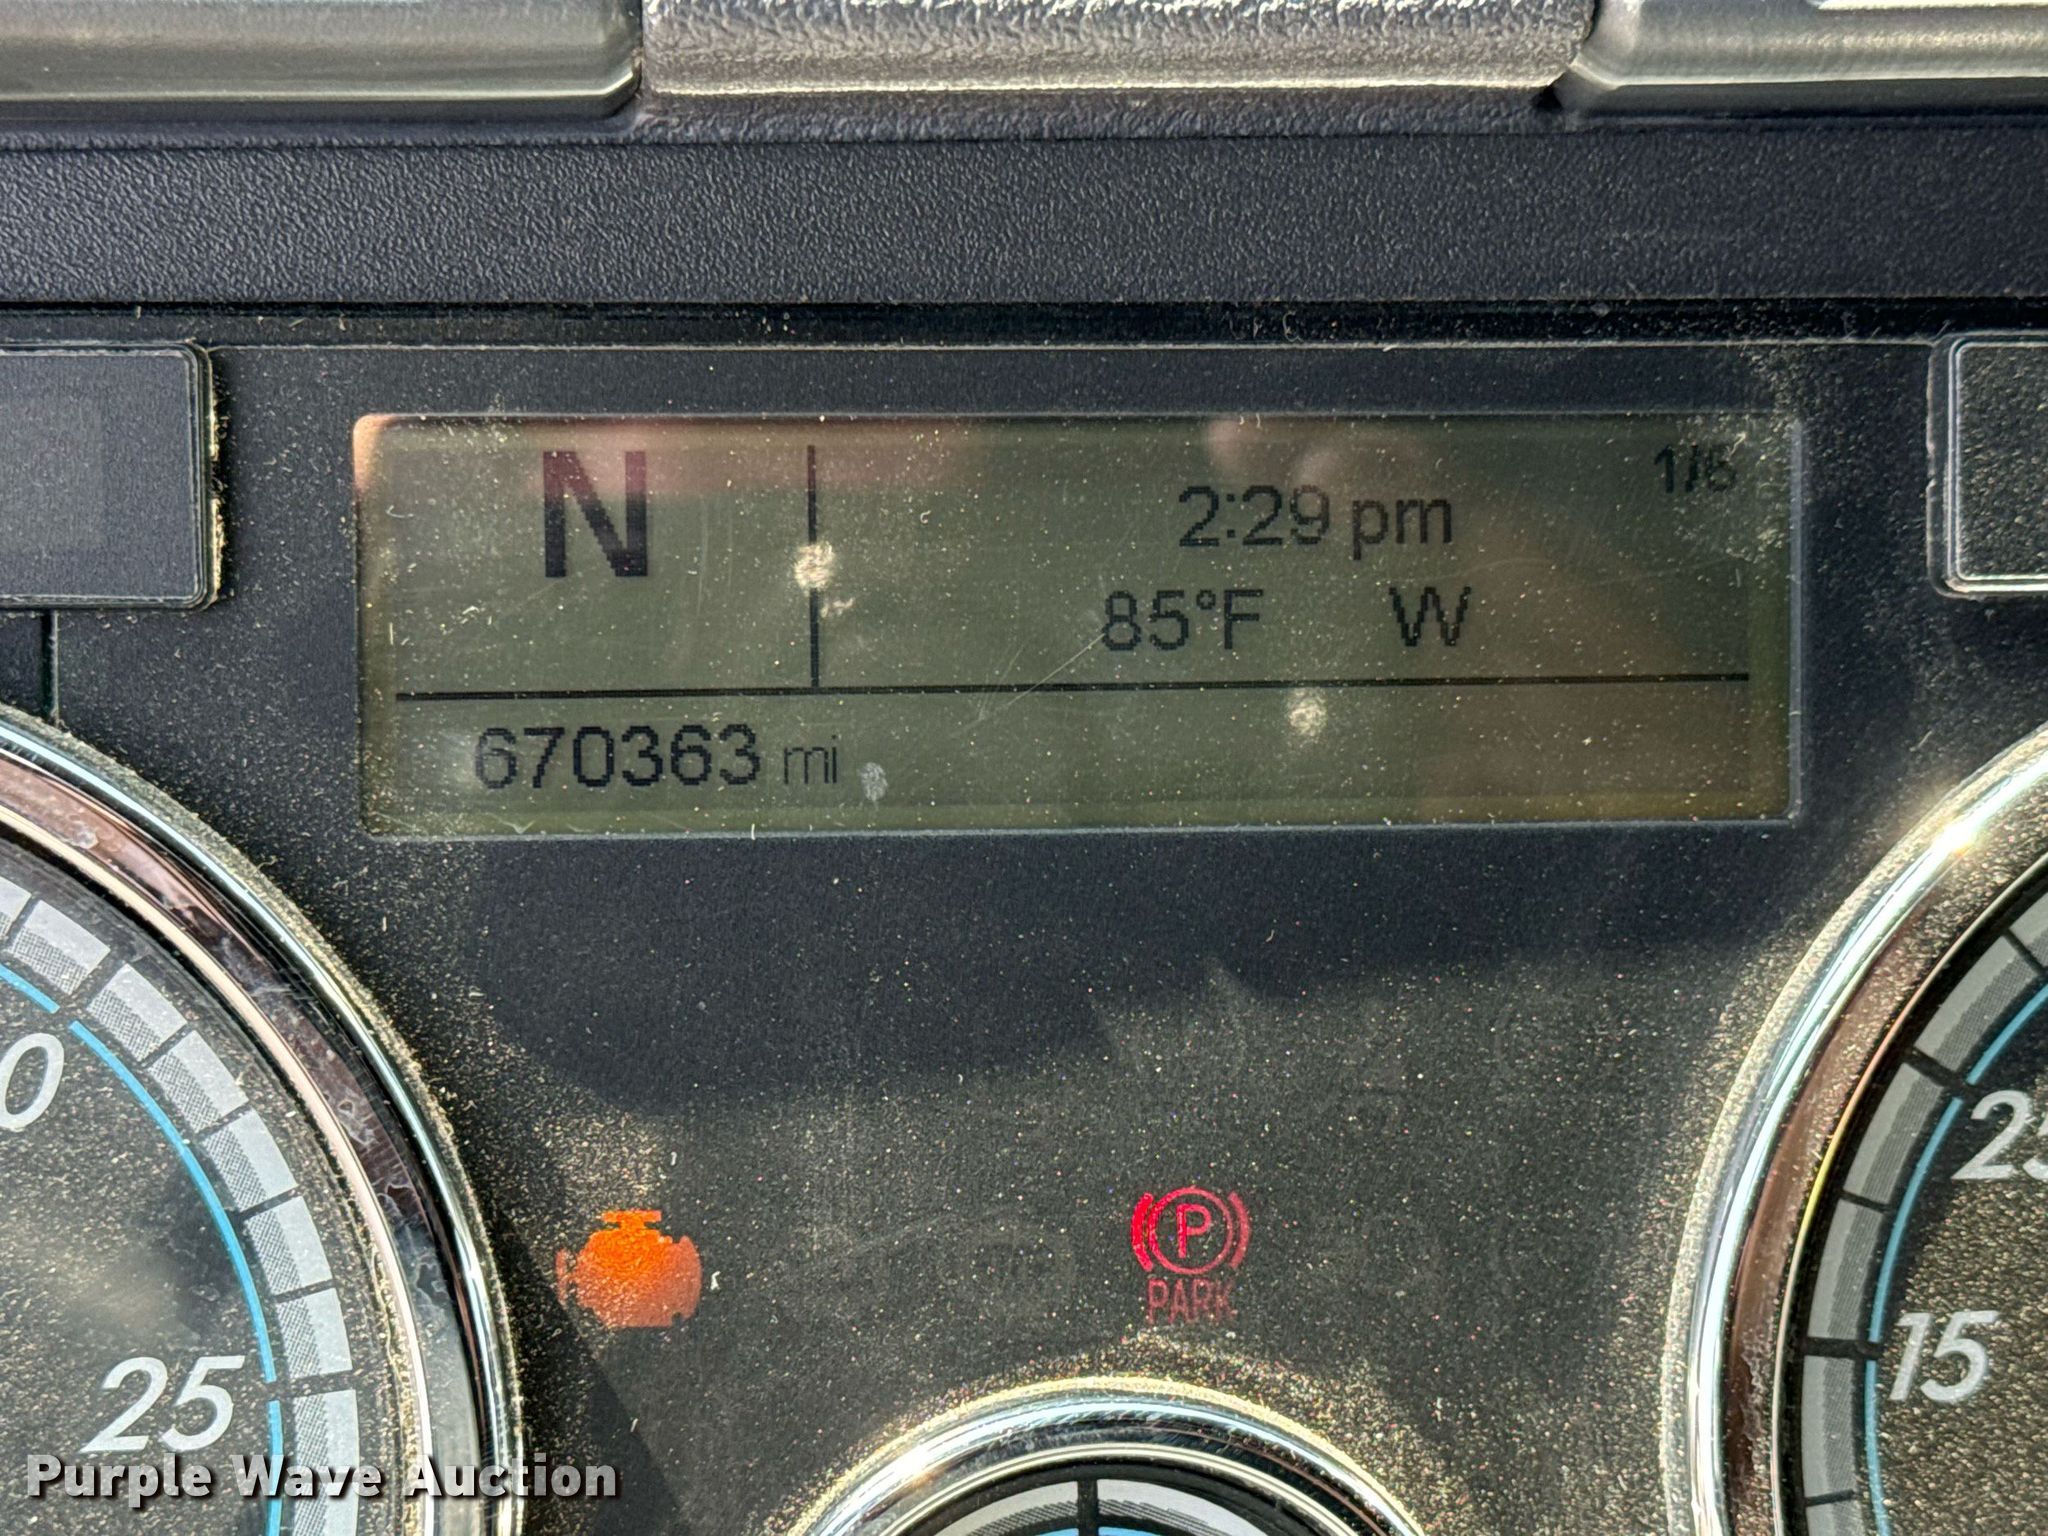 N
2:29 pm
1/6
85°F W
670363 mi
P
PARK
0
25
25
15
Purple Wave Auction